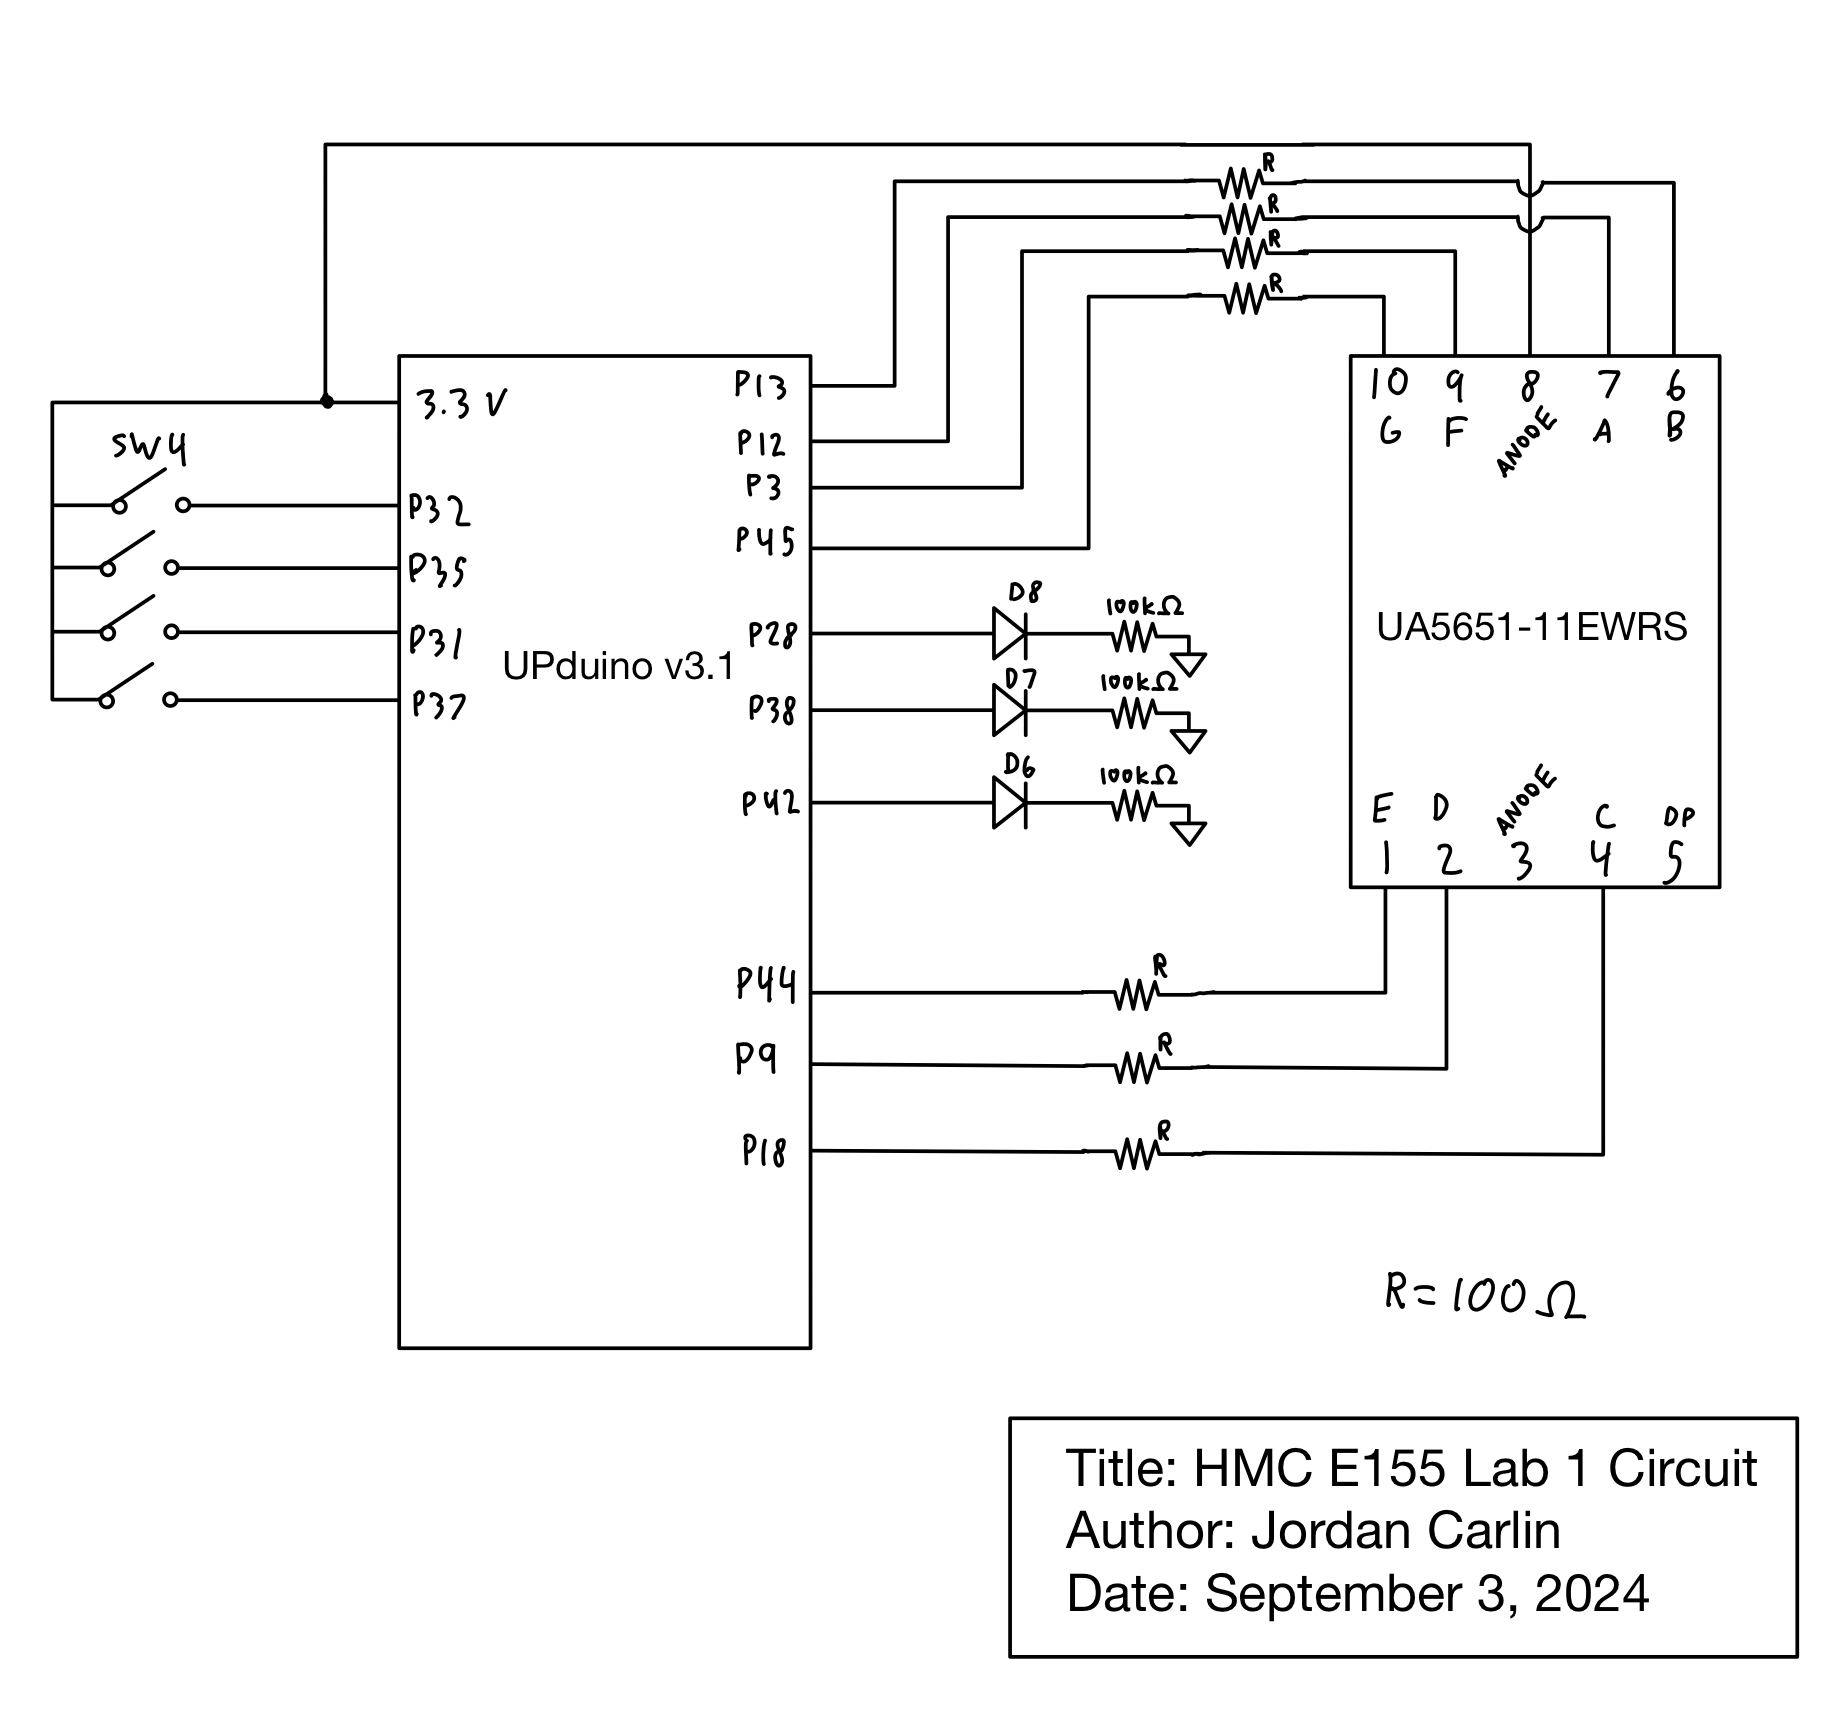 R
R
R
R
3.3 V
SW4
P32
P35
P31
P37
UPduino v3.1
P13
P12
P3
P45
P28
P38
P42
P44
P9
P18
D8
100kΩ
D7
100kΩ
D6
100kΩ
10 9 8 7 6
G F ANODE A B
UA5651-11EWRS
E D ANODE C DP
1 2 3 4 5
R
R
R
R = 100 Ω
Title: HMC E155 Lab 1 Circuit
Author: Jordan Carlin
Date: September 3, 2024